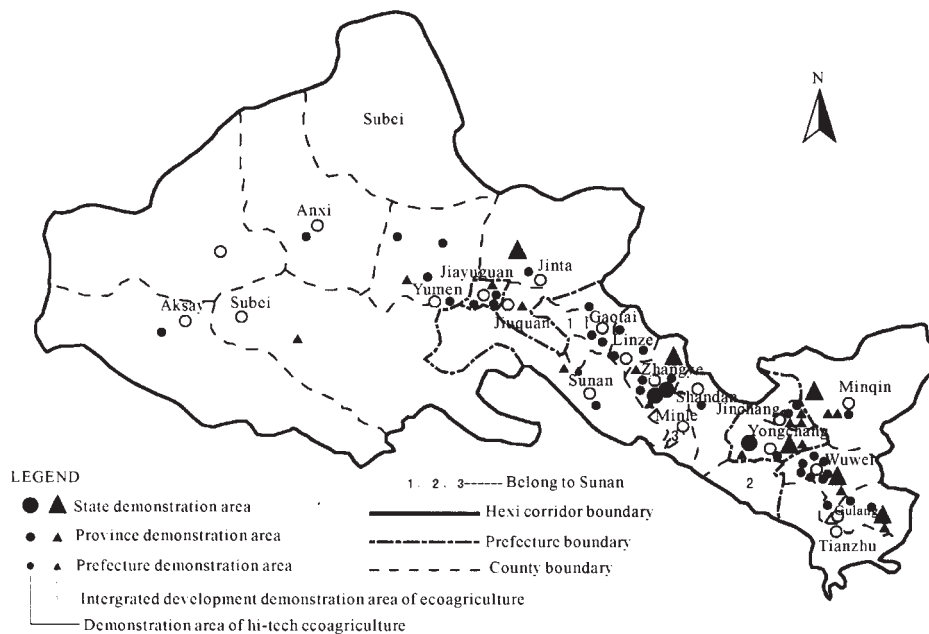 N
Subei
Anxi
Jiayuguan
Jinta
Yumen
Aksay
Subei
Jiuquan
1
1
Gaotai
Linze
Zhangye
Sunan
Shandan
Minle
3
Jinchang
Minqin
Yongchang
Wuwei
2
Gulang
Tianzhu
LEGEND
State demonstration area
Province demonstration area
Prefecture demonstration area
Intergrated development demonstration area of ecoagriculture
Demonstration area of hi-tech ecoagriculture
1. 2. 3------ Belong to Sunan
Hexi corridor boundary
Prefecture boundary
County boundary